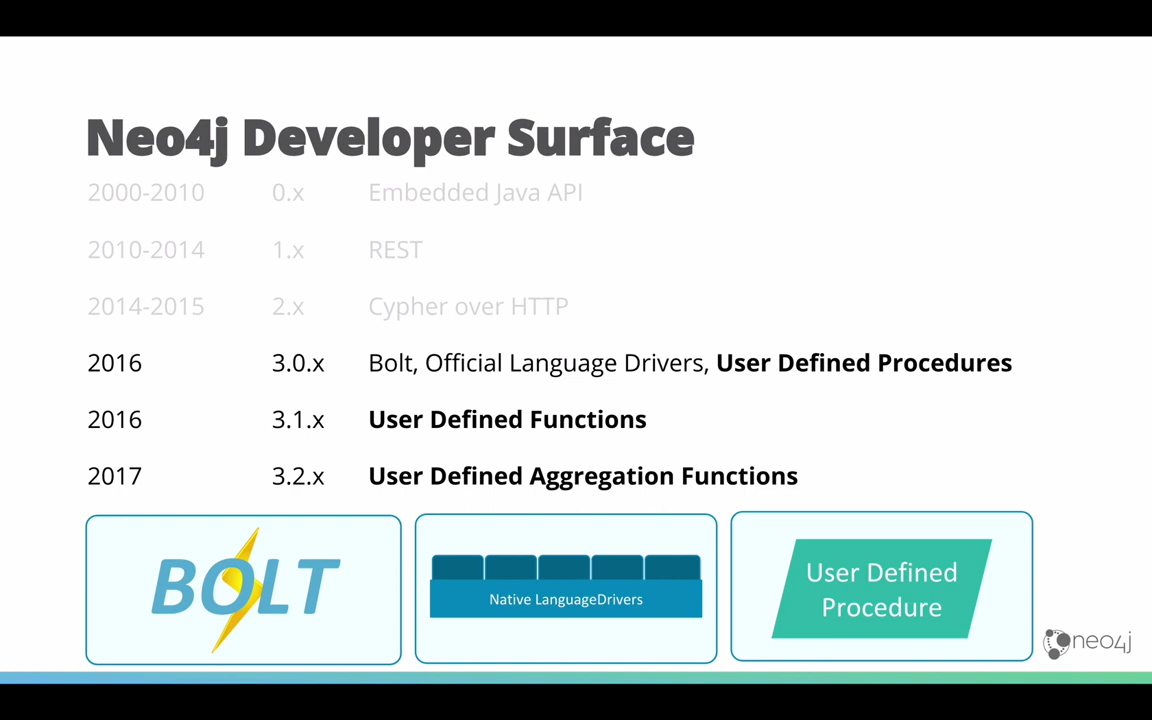 Neo4j Developer Surface
2000-2010 0.x Embedded Java API
2010-2014 1.x REST
2014-2015 2.x Cypher over HTTP
2016 3.0.x Bolt, Official Language Drivers, User Defined Procedures
2016 3.1.x User Defined Functions
2017 3.2.x User Defined Aggregation Functions
BOLT
Native LanguageDrivers
User Defined
Procedure
neo4j